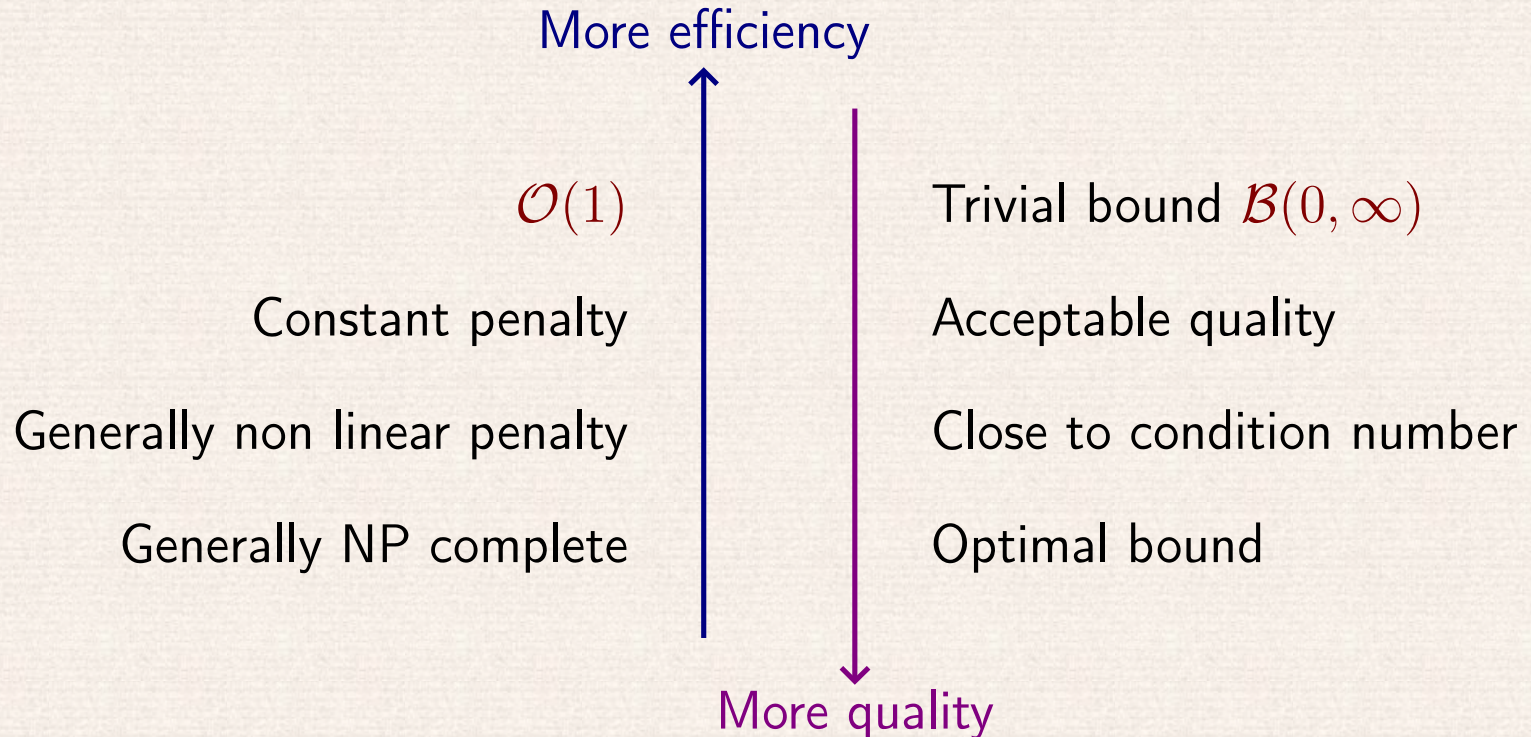 More efficiency
𝒪(1) Trivial bound ℬ(0, ∞)
Constant penalty Acceptable quality
Generally non linear penalty Close to condition number
Generally NP complete Optimal bound
More quality